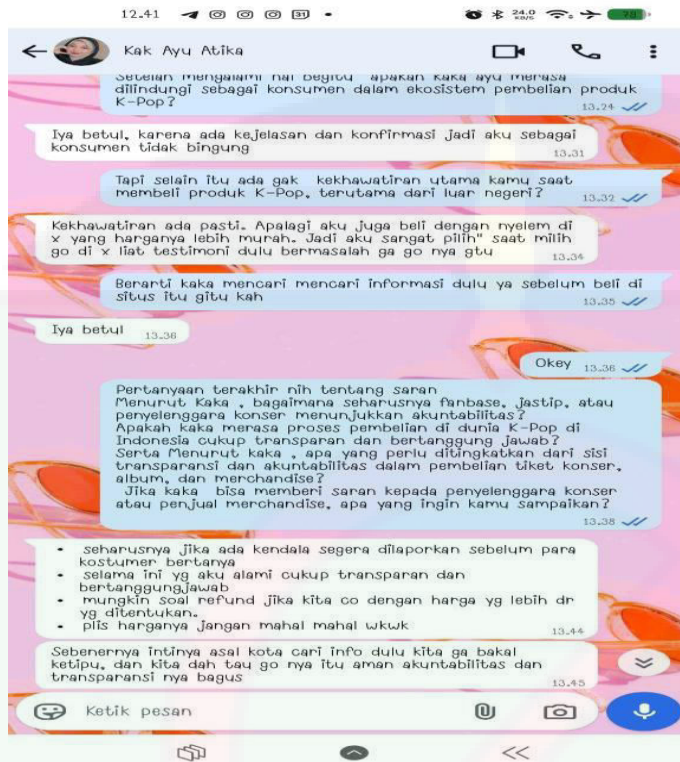 12.41
24.0
KB/S
78
Kak Ayu Atika
Setelah mengalami hal begitu apakah kaka ayu merasa
dilindungi sebagai konsumen dalam ekosistem pembelian produk
K-Pop?
13.24
Iya betul, karena ada kejelasan dan konfirmasi jadi aku sebagai
konsumen tidak bingung
13.31
Tapi selain itu ada gak kekhawatiran utama kamu saat
membeli produk K-Pop, terutama dari luar negeri?
13.32
Kekhawatiran ada pasti. Apalagi aku juga beli dengan nyelem di
x yang harganya lebih murah. Jadi aku sangat pilih" saat milih
go di x liat testimoni dulu bermasalah ga go nya gtu
13.34
Berarti kaka mencari mencari informasi dulu ya sebelum beli di
situs itu gitu kah
13.35
Iya betul
13.36
Okey
13.36
Pertanyaan terakhir nih tentang saran
Menurut Kaka , bagaimana seharusnya fanbase, jastip, atau
penyelenggara konser menunjukkan akuntabilitas?
Apakah kaka merasa proses pembelian di dunia K-Pop di
Indonesia cukup transparan dan bertanggung jawab?
Serta Menurut kaka , apa yang perlu ditingkatkan dari sisi
transparansi dan akuntabilitas dalam pembelian tiket konser,
album, dan merchandise?
Jika kaka bisa memberi saran kepada penyelenggara konser
atau penjual merchandise, apa yang ingin kamu sampaikan?
13.38
• seharusnya jika ada kendala segera dilaporkan sebelum para
kostumer bertanya
• selama ini yg aku alami cukup transparan dan
bertanggungjawab
• mungkin soal refund jika kita co dengan harga yg lebih dr
yg ditentukan.
• plis harganya jangan mahal mahal wkwk
13.44
Sebenernya intinya asal kota cari info dulu kita ga bakal
ketipu, dan kita dah tau go nya itu aman akuntabilitas dan
transparansi nya bagus
13.45
Ketik pesan